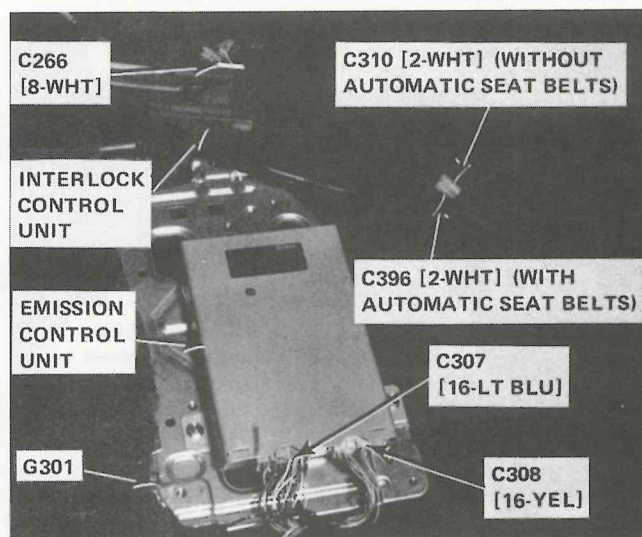 C266
[8-WHT]
C310 [2-WHT] (WITHOUT
AUTOMATIC SEAT BELTS)
INTERLOCK
CONTROL
UNIT
C396 [2-WHT] (WITH
AUTOMATIC SEAT BELTS)
EMISSION
CONTROL
UNIT
C307
[16-LT BLU]
G301
C308
[16-YEL]